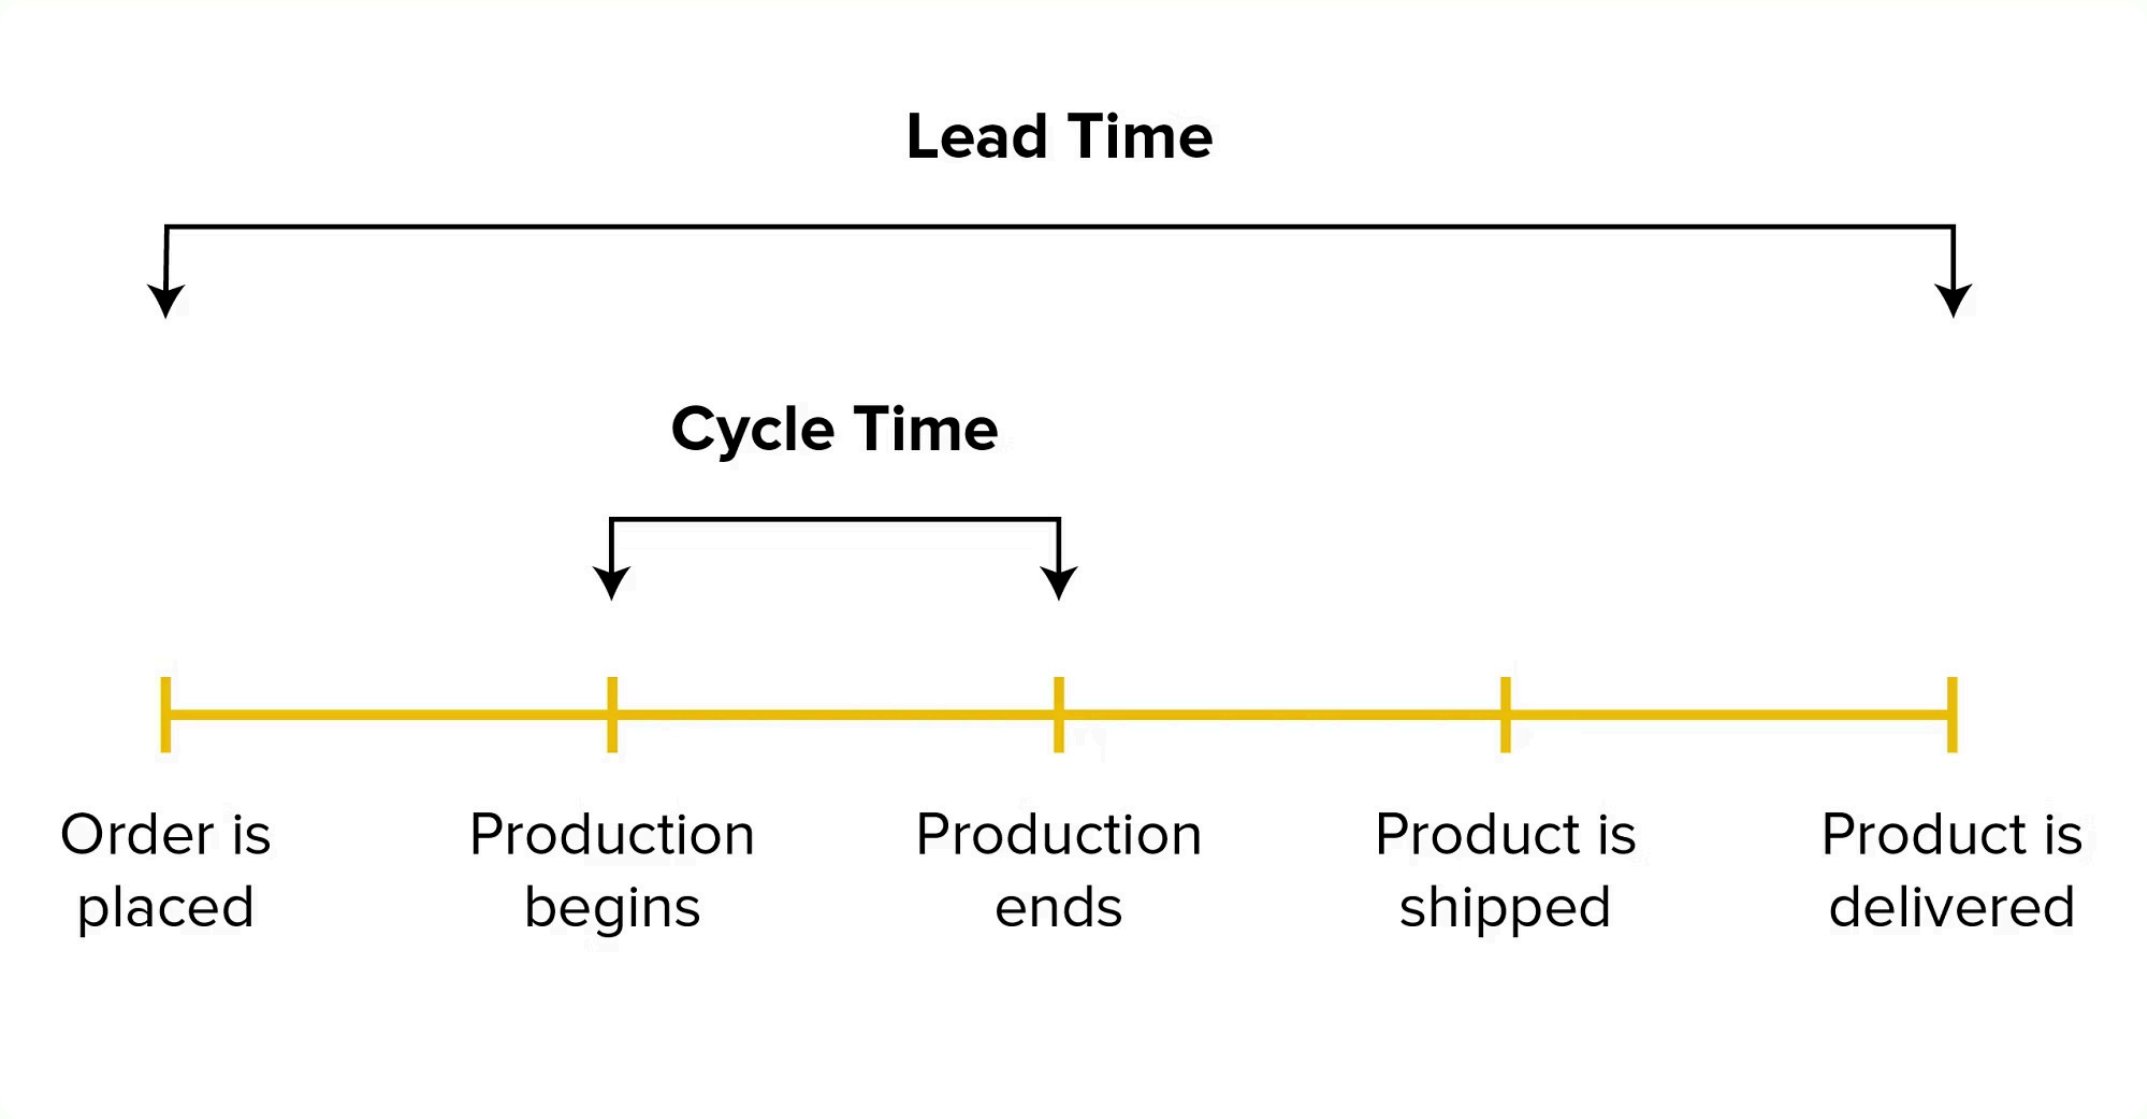 Lead Time
Cycle Time
Order is
placed
Production
begins
Production
ends
Product is
shipped
Product is
delivered